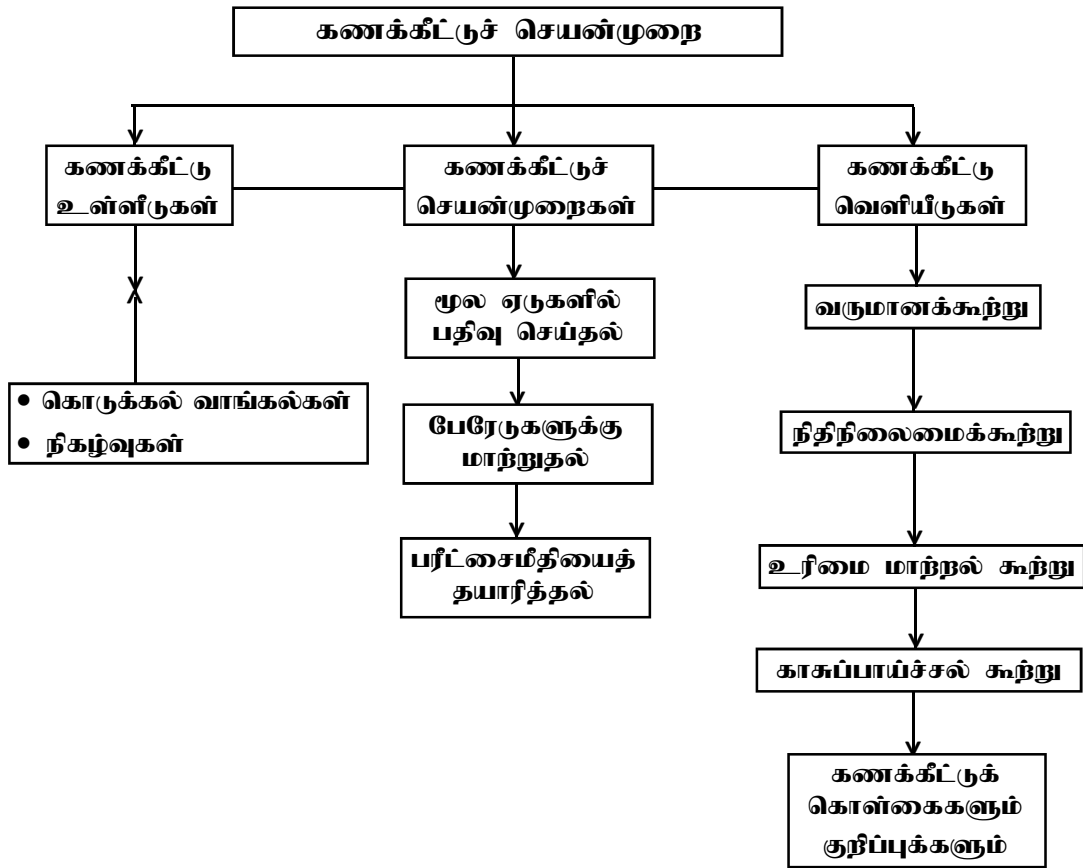 கணக்கீட்டுச் செயன்முறை
கணக்கீட்டு
உள்ளீடுகள்
கணக்கீட்டுச்
செயன்முறைகள்
கணக்கீட்டு
வெளியீடுகள்
• கொடுக்கல் வாங்கல்கள்
• நிகழ்வுகள்
மூல ஏடுகளில்
பதிவு செய்தல்
பேரேடுகளுக்கு
மாற்றுதல்
பரீட்சைமீதியைத்
தயாரித்தல்
வருமானக்கூற்று
நிதிநிலைமைக்கூற்று
உரிமை மாற்றல் கூற்று
காசுப்பாய்ச்சல் கூற்று
கணக்கீட்டுக்
கொள்கைகளும்
குறிப்புக்களும்